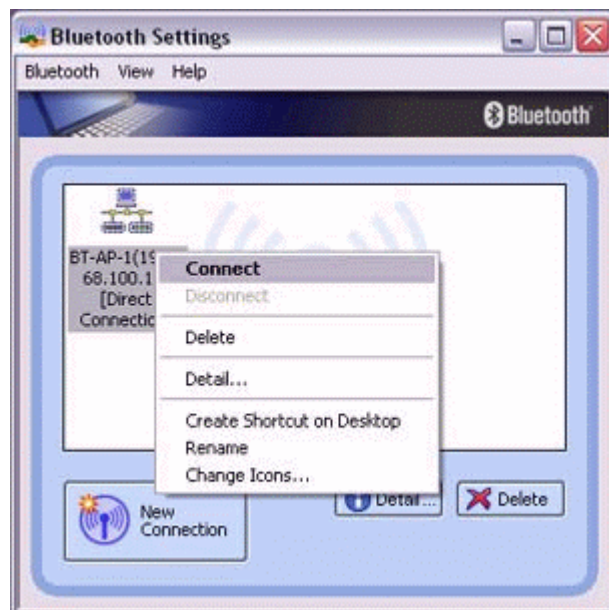 Bluetooth Settings
Bluetooth View Help
Bluetooth
BT-AP-1(19
68.100.1
[Direct
Connectio
Connect
Disconnect
Delete
Detail...
Create Shortcut on Desktop
Rename
Change Icons...
New
Connection
Detail...
Delete